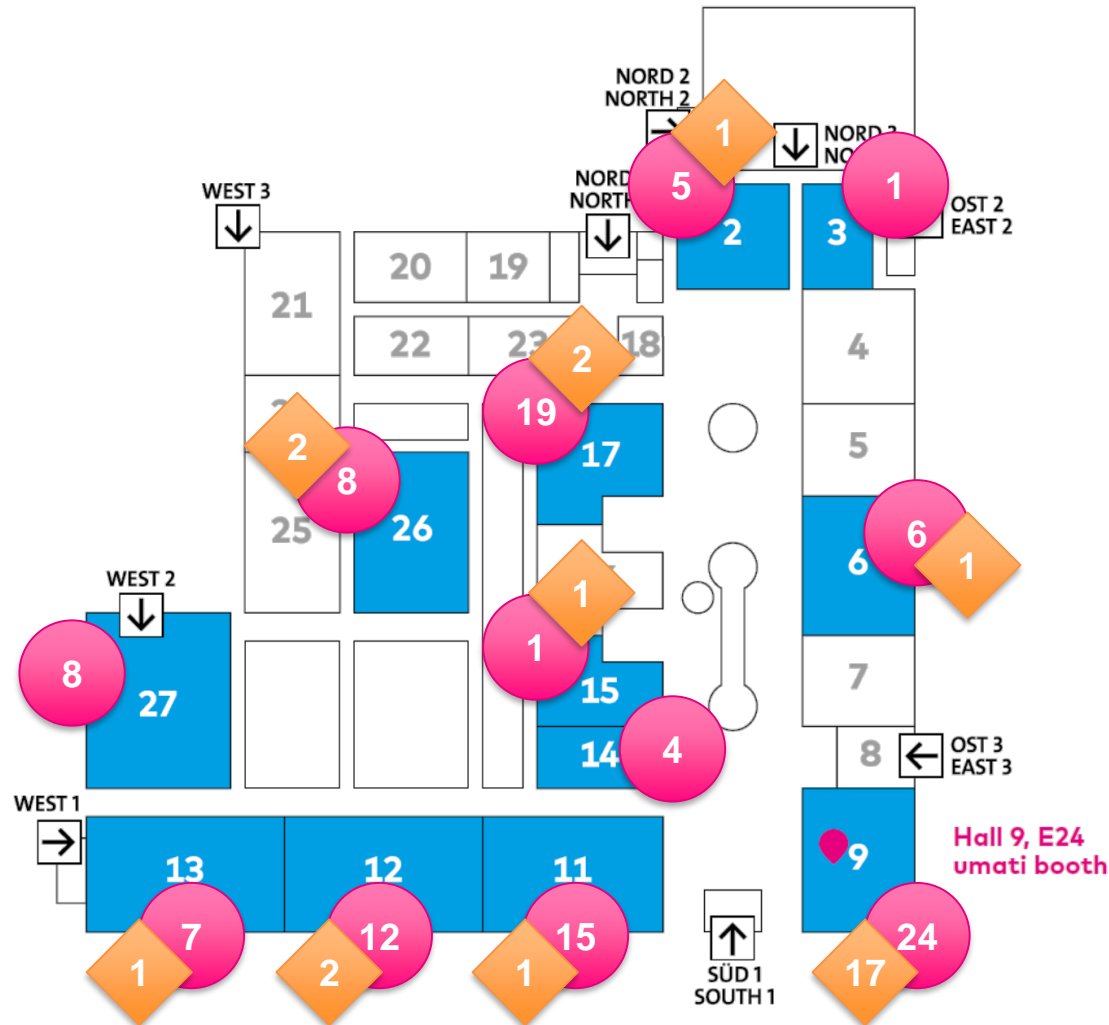 NORD 2
NORTH 2
1
NORD 3
5
1
NORD
NORTH
WEST 3
OST 2
EAST 2
2
3
20
19
21
22
23
18
4
2
19
17
5
2
8
25
26
6
6
1
WEST 2
1
1
8
27
15
7
14
4
8
OST 3
EAST 3
WEST 1
13
12
11
9
Hall 9, E24
umati booth
7
12
15
24
1
2
1
17
SÜD 1
SOUTH 1